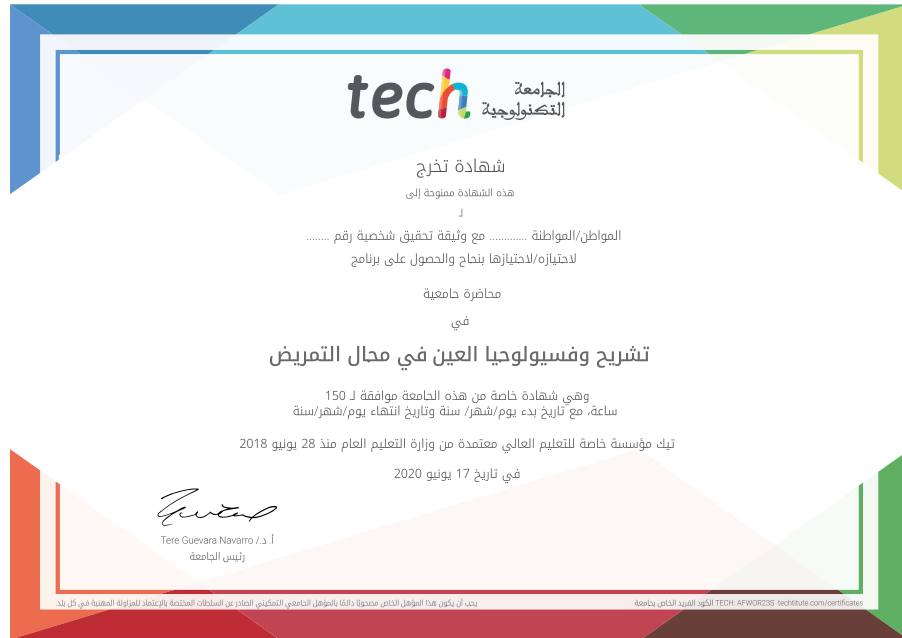 tech الجامعة
التكنولوجية
شهادة تخرج
هذه الشهادة ممنوحة إلى
لـ
المواطن/المواطنة ............ مع وثيقة تحقيق شخصية رقم ........
لاجتيازه/لاجتيازها بنجاح والحصول على برنامج
محاضرة جامعية
في
تشريح وفسيولوجيا العين في مجال التمريض
وهي شهادة خاصة من هذه الجامعة موافقة لـ 150
ساعة، مع تاريخ بدء يوم/شهر/ سنة وتاريخ انتهاء يوم/شهر/سنة
تيك مؤسسة خاصة للتعليم العالي معتمدة من وزارة التعليم العام منذ 28 يونيو 2018
في تاريخ 17 يونيو 2020
أ. د./ Tere Guevara Navarro
رئيس الجامعة
يجب أن يكون هذا المؤهل الخاص مصحوبًا دائمًا بالمؤهل الجامعي التمكيني الصادر عن السلطات المختصة بالإعتماد للمزاولة المهنية في كل بلد.
الكود الفريد الخاص بجامعة TECH: AFWOR23S techtitute.com/certificates